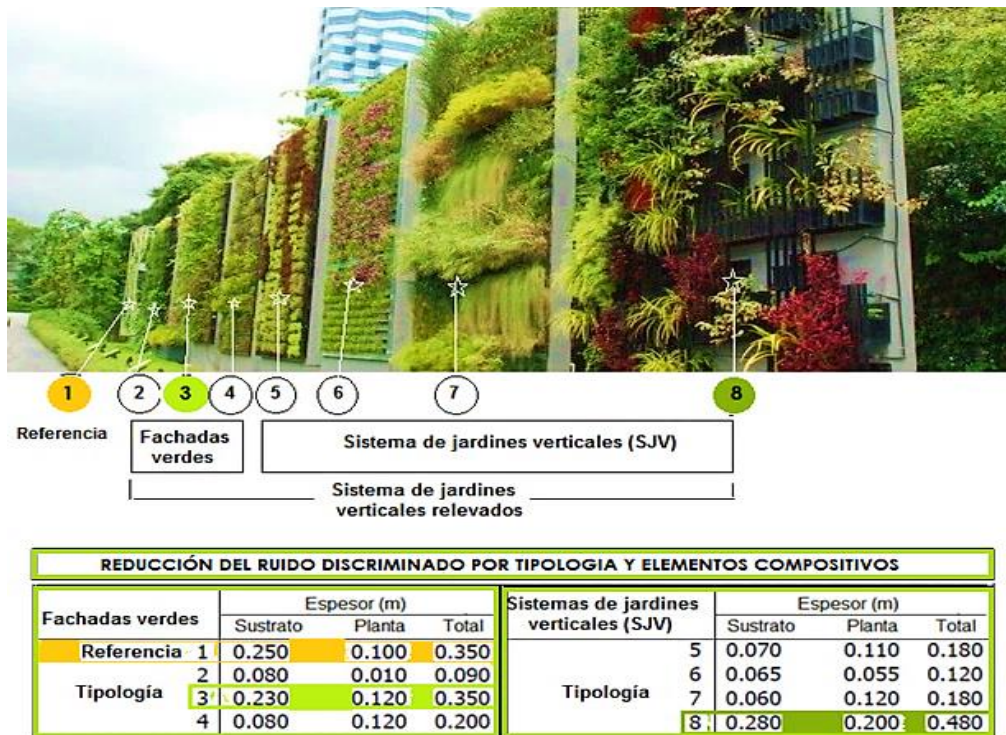 1 2 3 4 5 6 7 8
Referencia
Fachadas
verdes
Sistema de jardines verticales (SJV)
Sistema de jardines
verticales relevados
REDUCCIÓN DEL RUIDO DISCRIMINADO POR TIPOLOGIA Y ELEMENTOS COMPOSITIVOS
Fachadas verdes
Espesor (m)
Sustrato Planta Total
Referencia 1 0.250 0.100 0.350
2 0.080 0.010 0.090
Tipología
3 0.230 0.120 0.350
4 0.080 0.120 0.200
Sistemas de jardines
verticales (SJV)
Espesor (m)
Sustrato Planta Total
5 0.070 0.110 0.180
6 0.065 0.055 0.120
Tipología
7 0.060 0.120 0.180
8 0.280 0.200 0.480